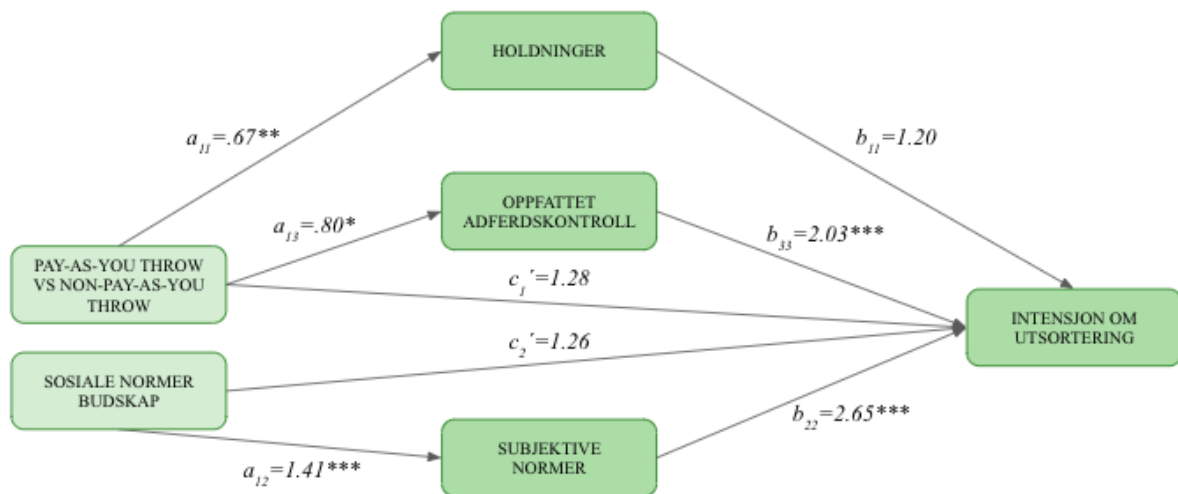 HOLDNINGER
a11=.67**
b11=1.20
OPPFATTET
ADFERDSKONTROLL
a13=.80*
b33=2.03***
PAY-AS-YOU THROW
VS NON-PAY-AS-YOU
THROW
c1´=1.28
INTENSJON OM
UTSORTERING
c2´=1.26
SOSIALE NORMER
BUDSKAP
b22=2.65***
SUBJEKTIVE
NORMER
a12=1.41***